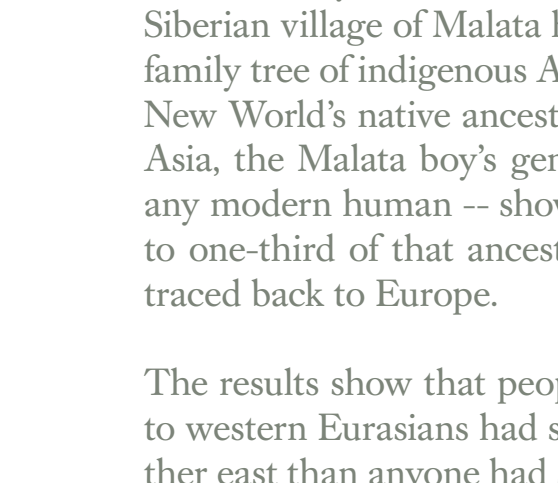 Siberian village of Malata
family tree of indigenous A
New World's native ancest
Asia, the Malata boy's gen
any modern human -- show
to one-third of that ancest
traced back to Europe.
The results show that peop
to western Eurasians had s
ther east than anyone had